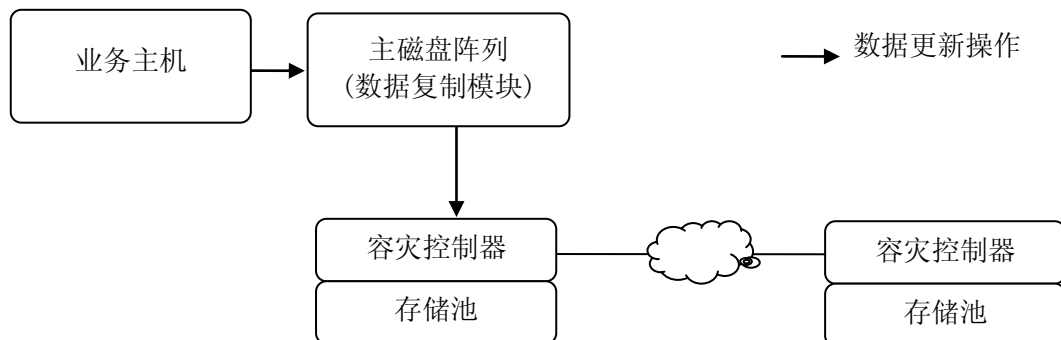 业务主机
主磁盘阵列
(数据复制模块)
数据更新操作
容灾控制器
存储池
容灾控制器
存储池